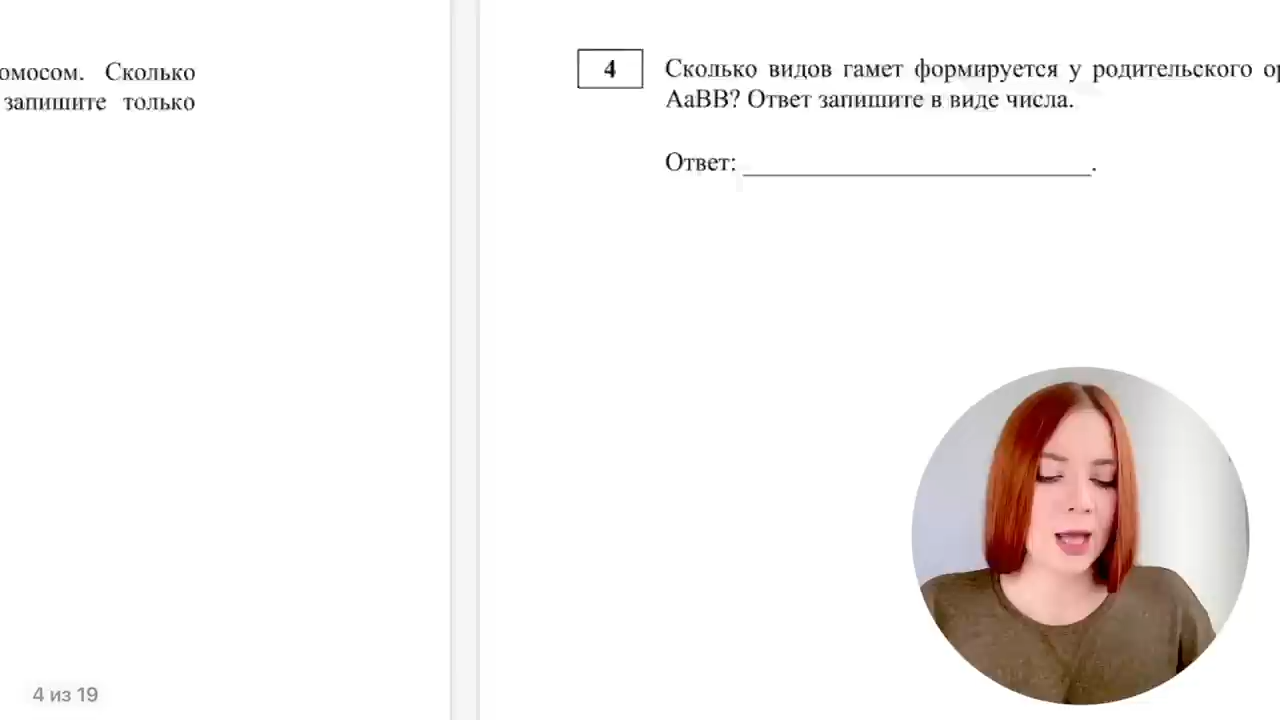 омосом. Сколько
запишите только
4
Сколько видов гамет формируется у родительского ор
АаВВ? Ответ запишите в виде числа.
Ответ: ____________________________.
4 из 19